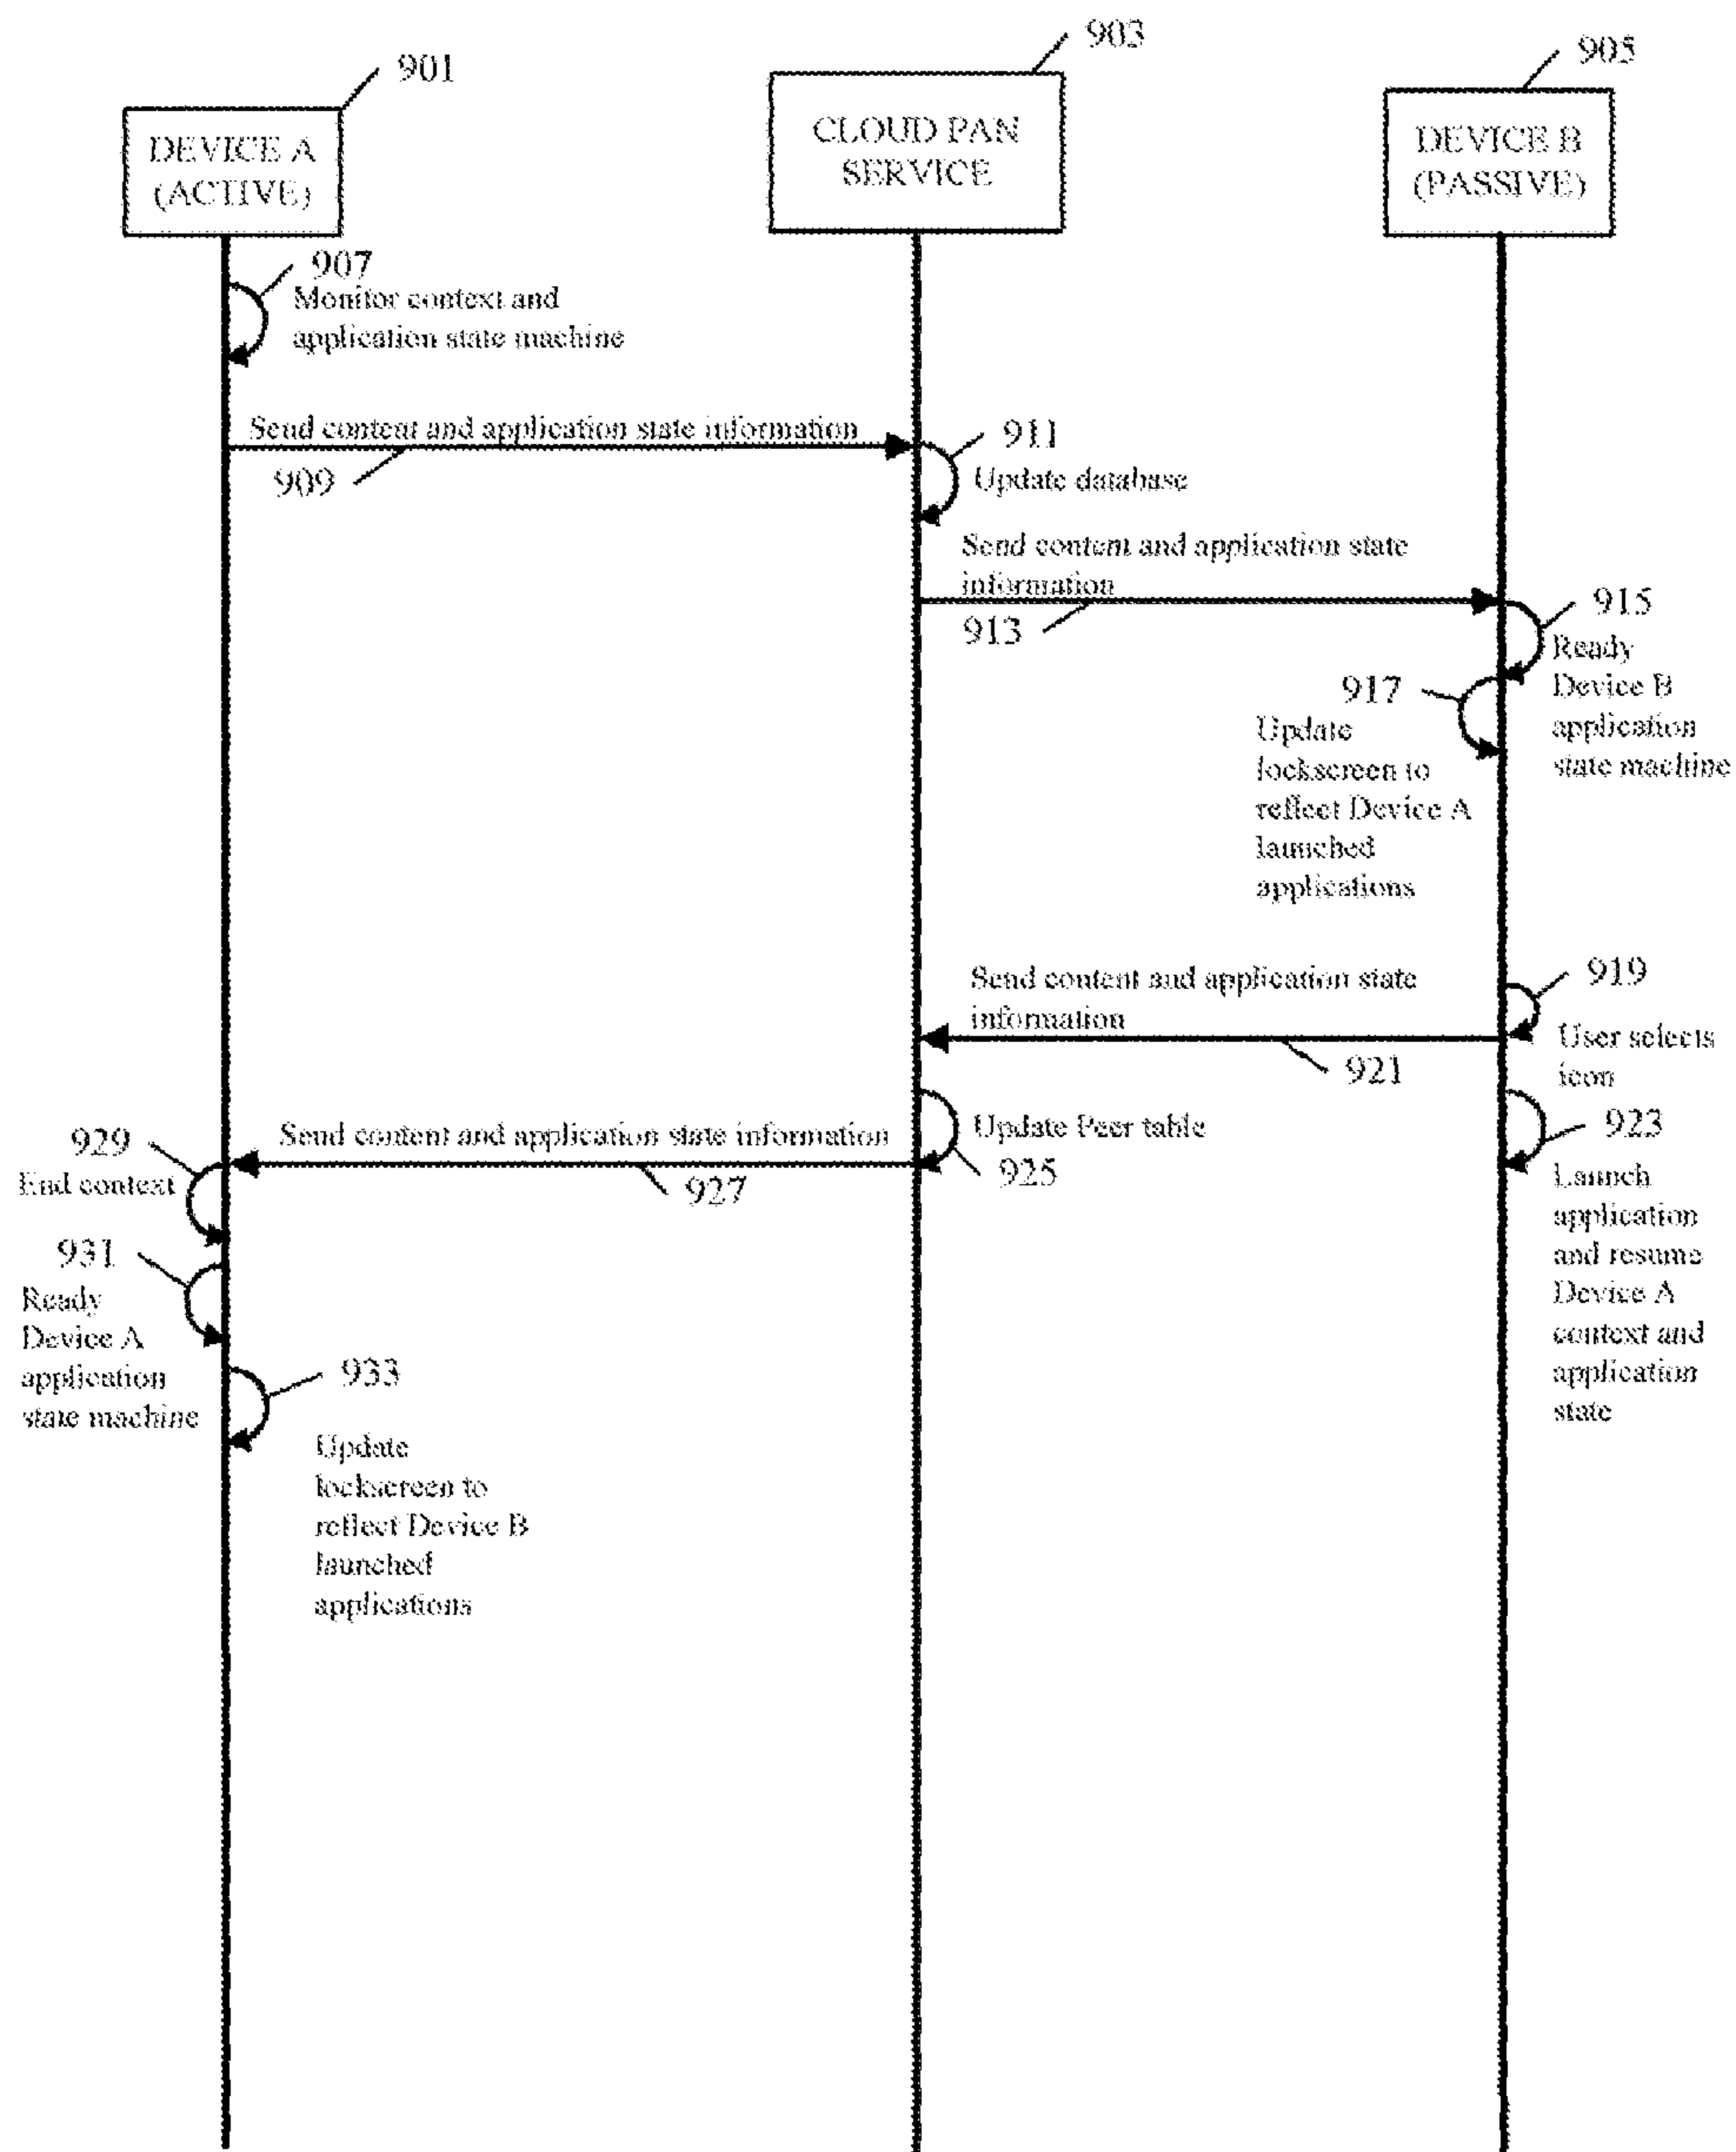 901
903
905
DEVICE A
(ACTIVE)
CLOUD PAN
SERVICE
DEVICE B
(PASSIVE)
907
Monitor context and
application state machine
Send content and application state information
909
911
Update database
Send content and application state
information
913
915
Ready
Device B
application
state machine
917
Update
lockscreen to
reflect Device A
launched
applications
919
User selects
icon
Send content and application state
information
921
923
Launch
application
and resume
Device A
context and
application
state
Update Peer table
925
Send content and application state information
927
929
End context
931
Ready
Device A
application
state machine
933
Update
lockscreen to
reflect Device B
launched
applications